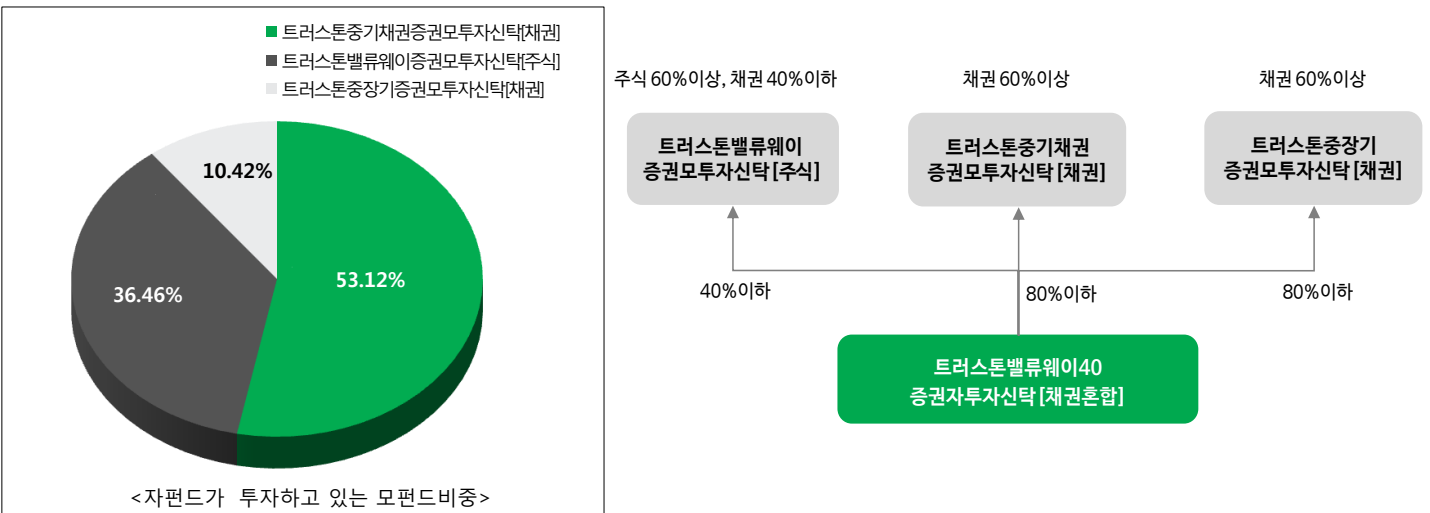 트러스톤중기채권증권모투자신탁[채권]
트러스톤밸류웨이증권모투자신탁[주식]
트러스톤중장기증권모투자신탁[채권]
10.42%
53.12%
36.46%
<자펀드가 투자하고 있는 모펀드비중>
주식 60%이상, 채권 40%이하
채권 60%이상
채권 60%이상
트러스톤밸류웨이
증권모투자신탁[주식]
트러스톤중기채권
증권모투자신탁[채권]
트러스톤중장기
증권모투자신탁[채권]
40%이하
80%이하
80%이하
트러스톤밸류웨이40
증권자투자신탁[채권혼합]